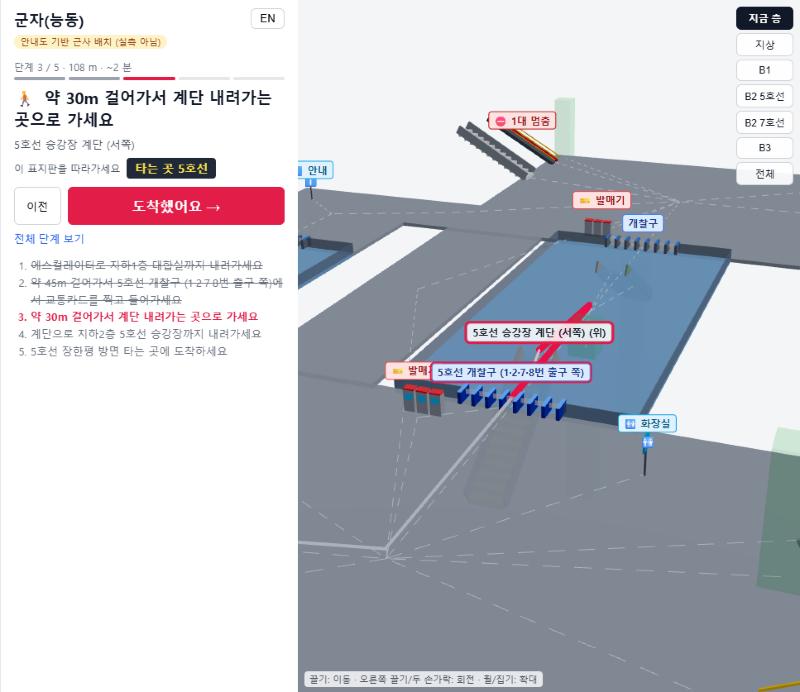 군자(능동)
EN
안내도 기반 근사 배치 (실측 아님)
단계 3 / 5 · 108 m · ~2 분
약 30m 걸어가서 계단 내려가는
곳으로 가세요
5호선 승강장 계단 (서쪽)
이 표지판을 따라가세요 타는 곳 5호선
이전
도착했어요 →
전체 단계 보기
1. 에스컬레이터로 지하1층 대합실까지 내려가세요
2. 약 45m 걸어가서 5호선 개찰구 (1·2·7·8번 출구 쪽)에
서 교통카드를 찍고 들어가세요
3. 약 30m 걸어가서 계단 내려가는 곳으로 가세요
4. 계단으로 지하2층 5호선 승강장까지 내려가세요
5. 5호선 장한평 방면 타는 곳에 도착하세요
지금 층
지상
B1
B2 5호선
B2 7호선
B3
전체
1대 멈춤
안내
발매기
개찰구
5호선 승강장 계단 (서쪽) (위)
발매
5호선 개찰구 (1·2·7·8번 출구 쪽)
화장실
끌기: 이동 · 오른쪽 끌기/두 손가락: 회전 · 휠/집기: 확대